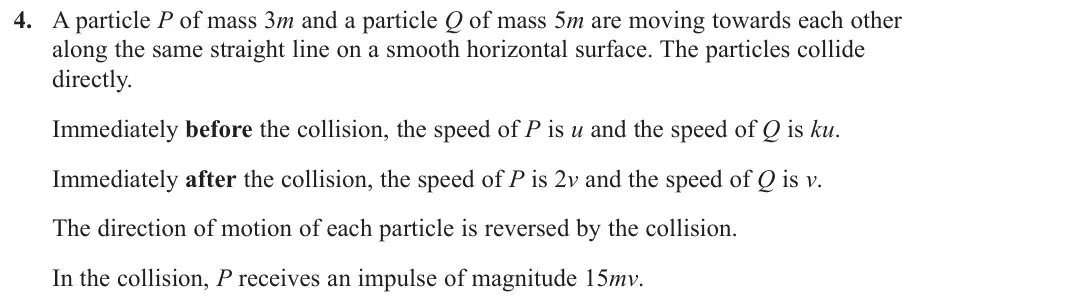 4. A particle P of mass 3m and a particle Q of mass 5m are moving towards each other
along the same straight line on a smooth horizontal surface. The particles collide
directly.
Immediately before the collision, the speed of P is u and the speed of Q is ku.
Immediately after the collision, the speed of P is 2v and the speed of Q is v.
The direction of motion of each particle is reversed by the collision.
In the collision, P receives an impulse of magnitude 15mv.